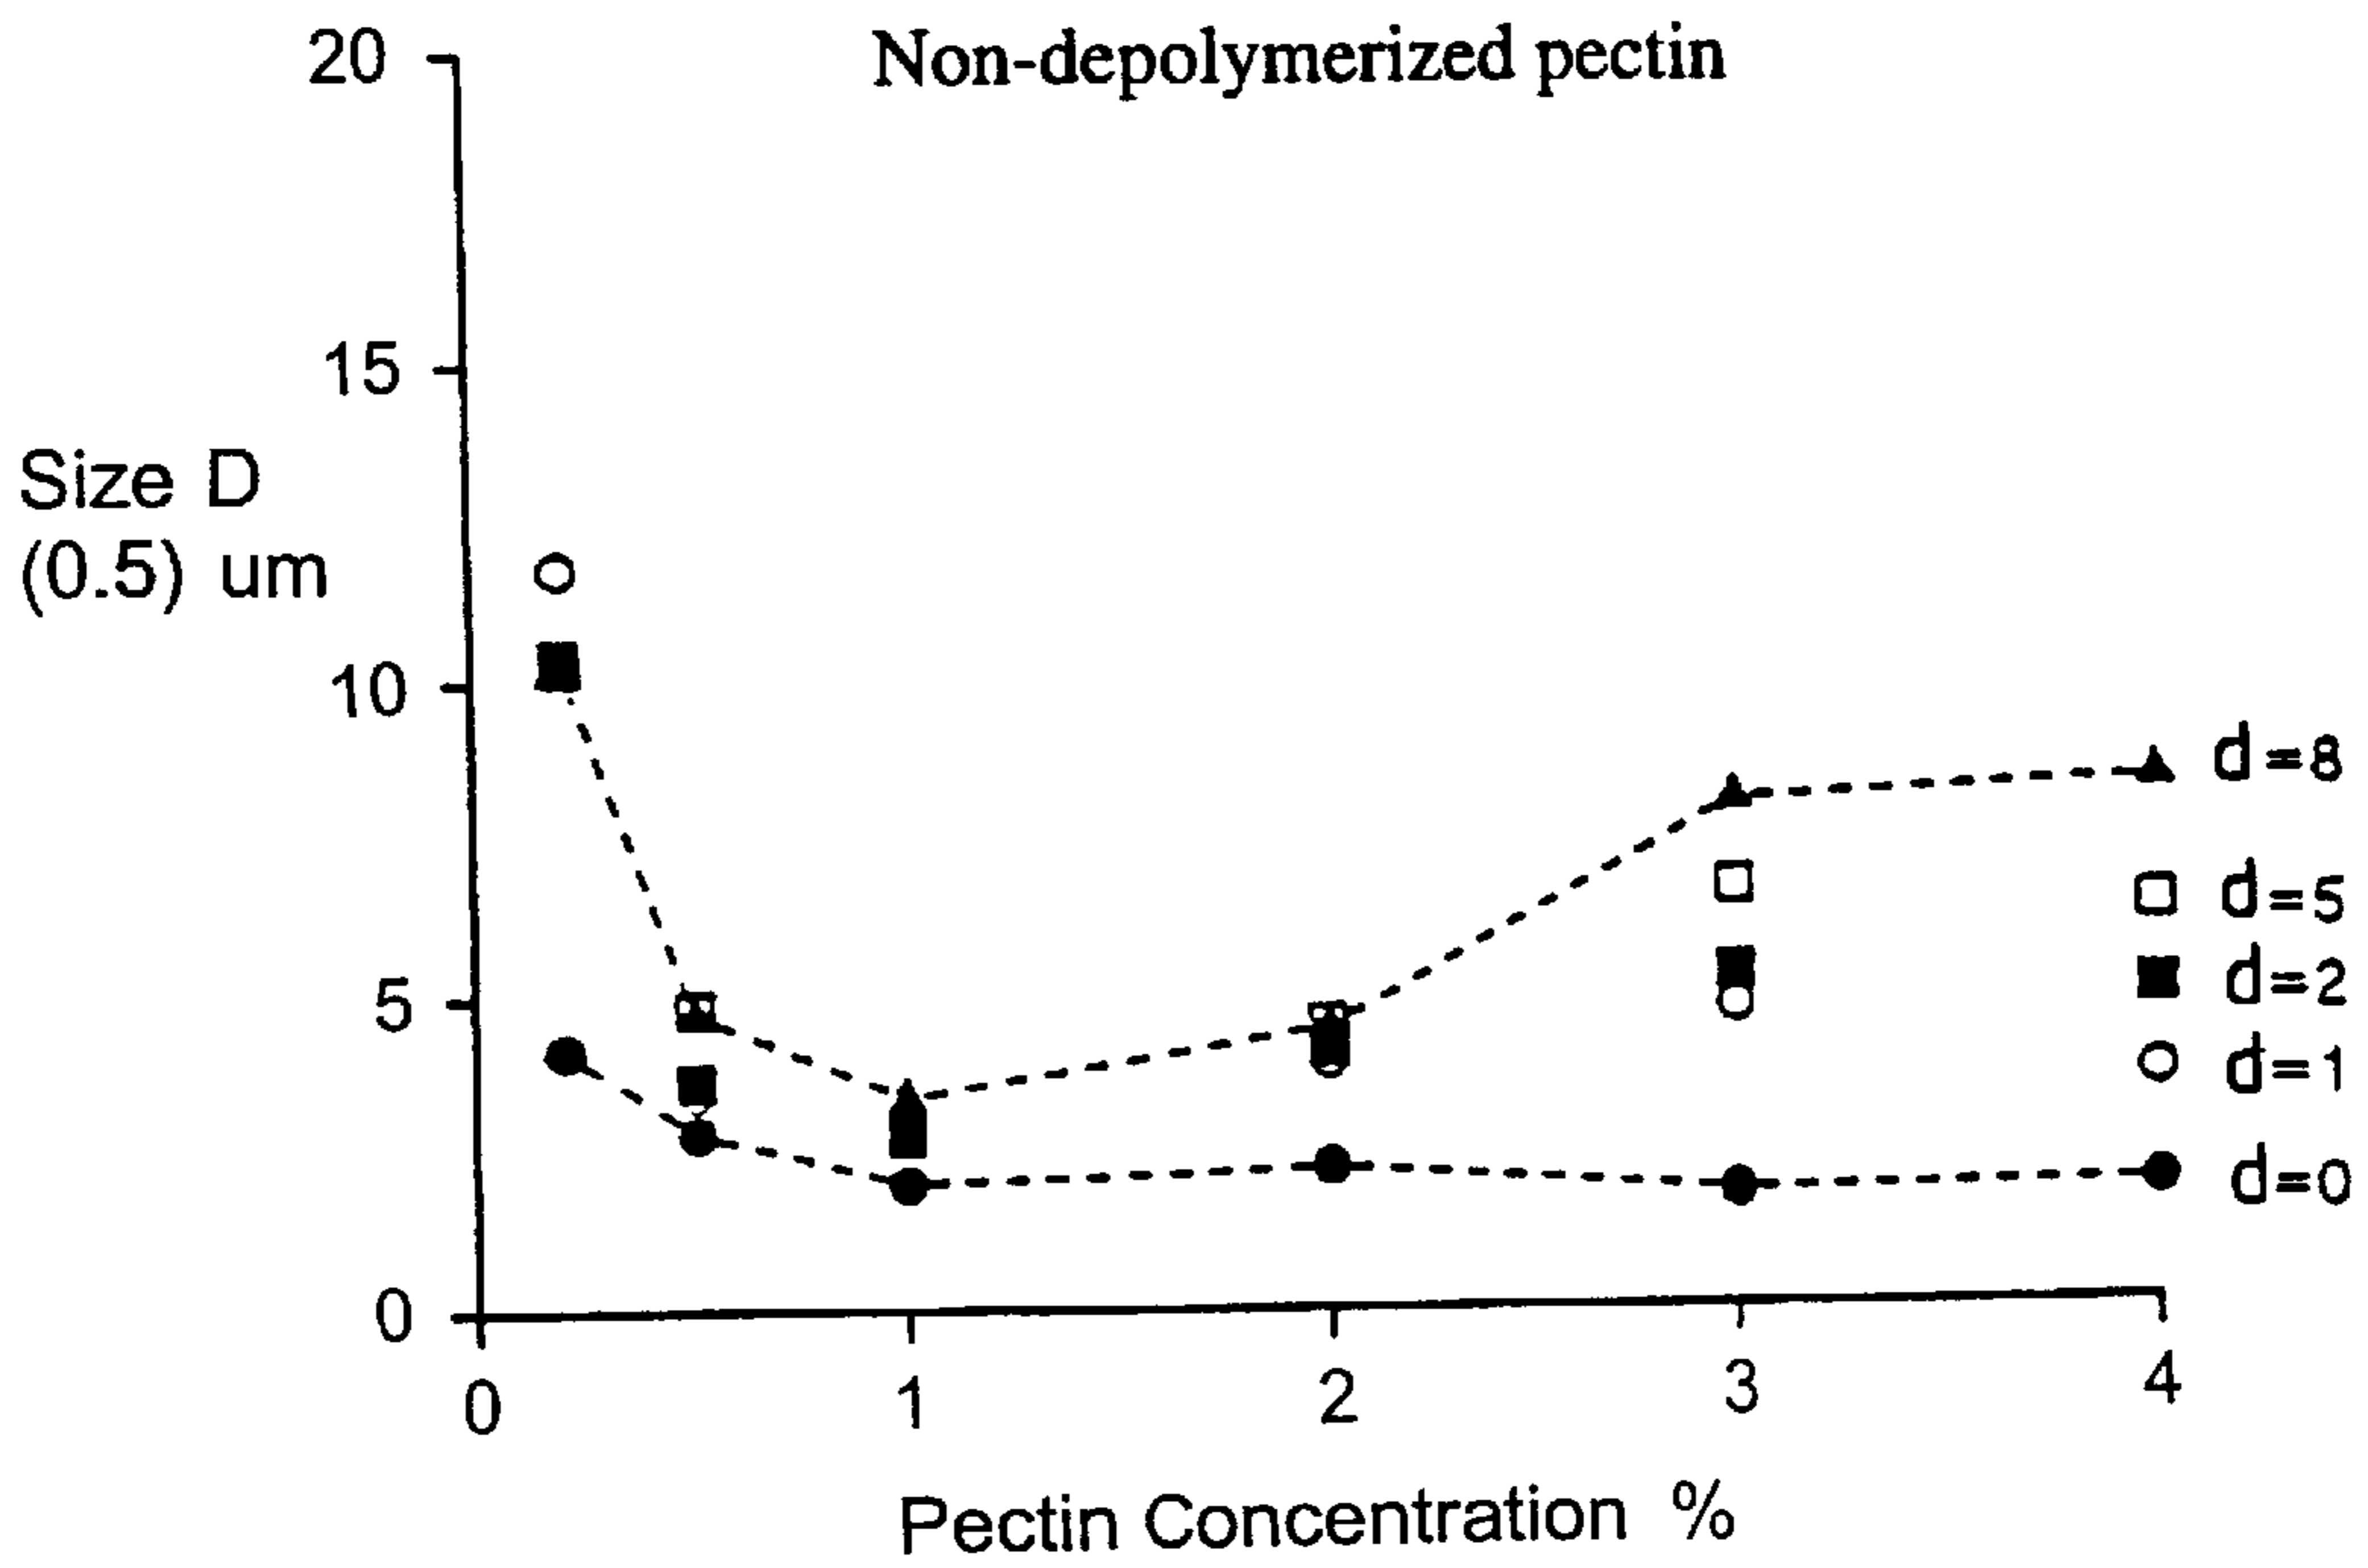 Non-depolymerized pectin
20
15
Size D
(0.5) um
10
5
0
d=8
d=5
d=2
d=1
d=0
0 1 2 3 4
Pectin Concentration %